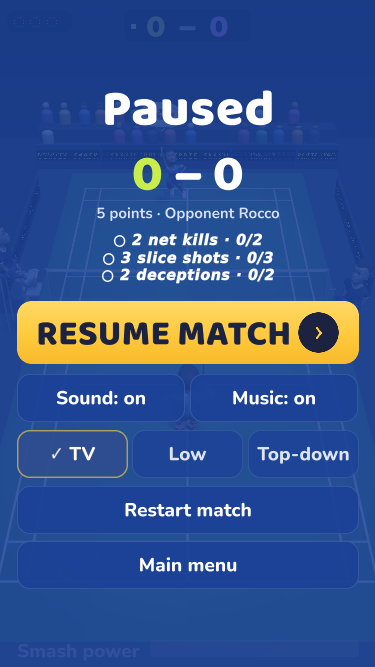 · 0 – 0
Paused
0 – 0
5 points · Opponent Rocco
○ 2 net kills · 0/2
○ 3 slice shots · 0/3
○ 2 deceptions · 0/2
RESUME MATCH ›
Sound: on
Music: on
✓ TV
Low
Top-down
Restart match
Main menu
Smash power